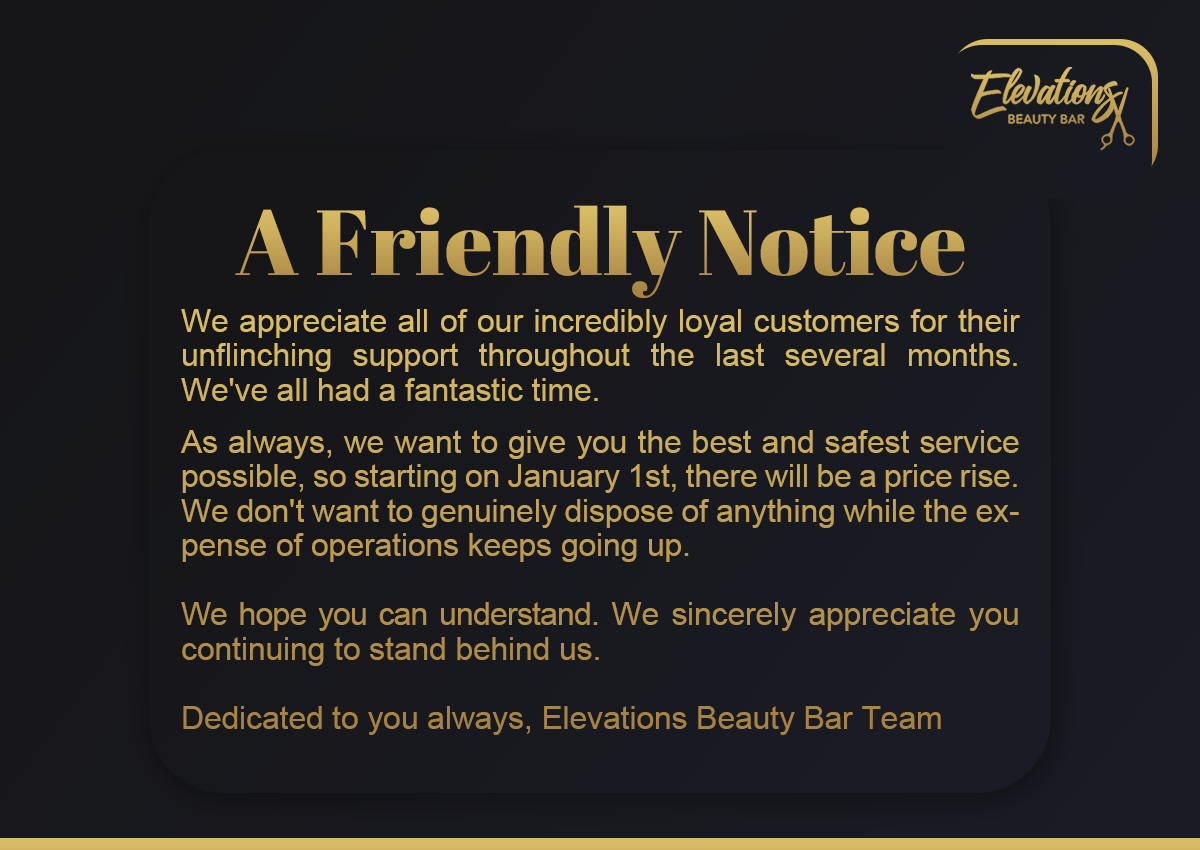 Elevations
BEAUTY BAR
A Friendly Notice
We appreciate all of our incredibly loyal customers for their
unflinching support throughout the last several months.
We've all had a fantastic time.
As always, we want to give you the best and safest service
possible, so starting on January 1st, there will be a price rise.
We don't want to genuinely dispose of anything while the ex-
pense of operations keeps going up.
We hope you can understand. We sincerely appreciate you
continuing to stand behind us.
Dedicated to you always, Elevations Beauty Bar Team